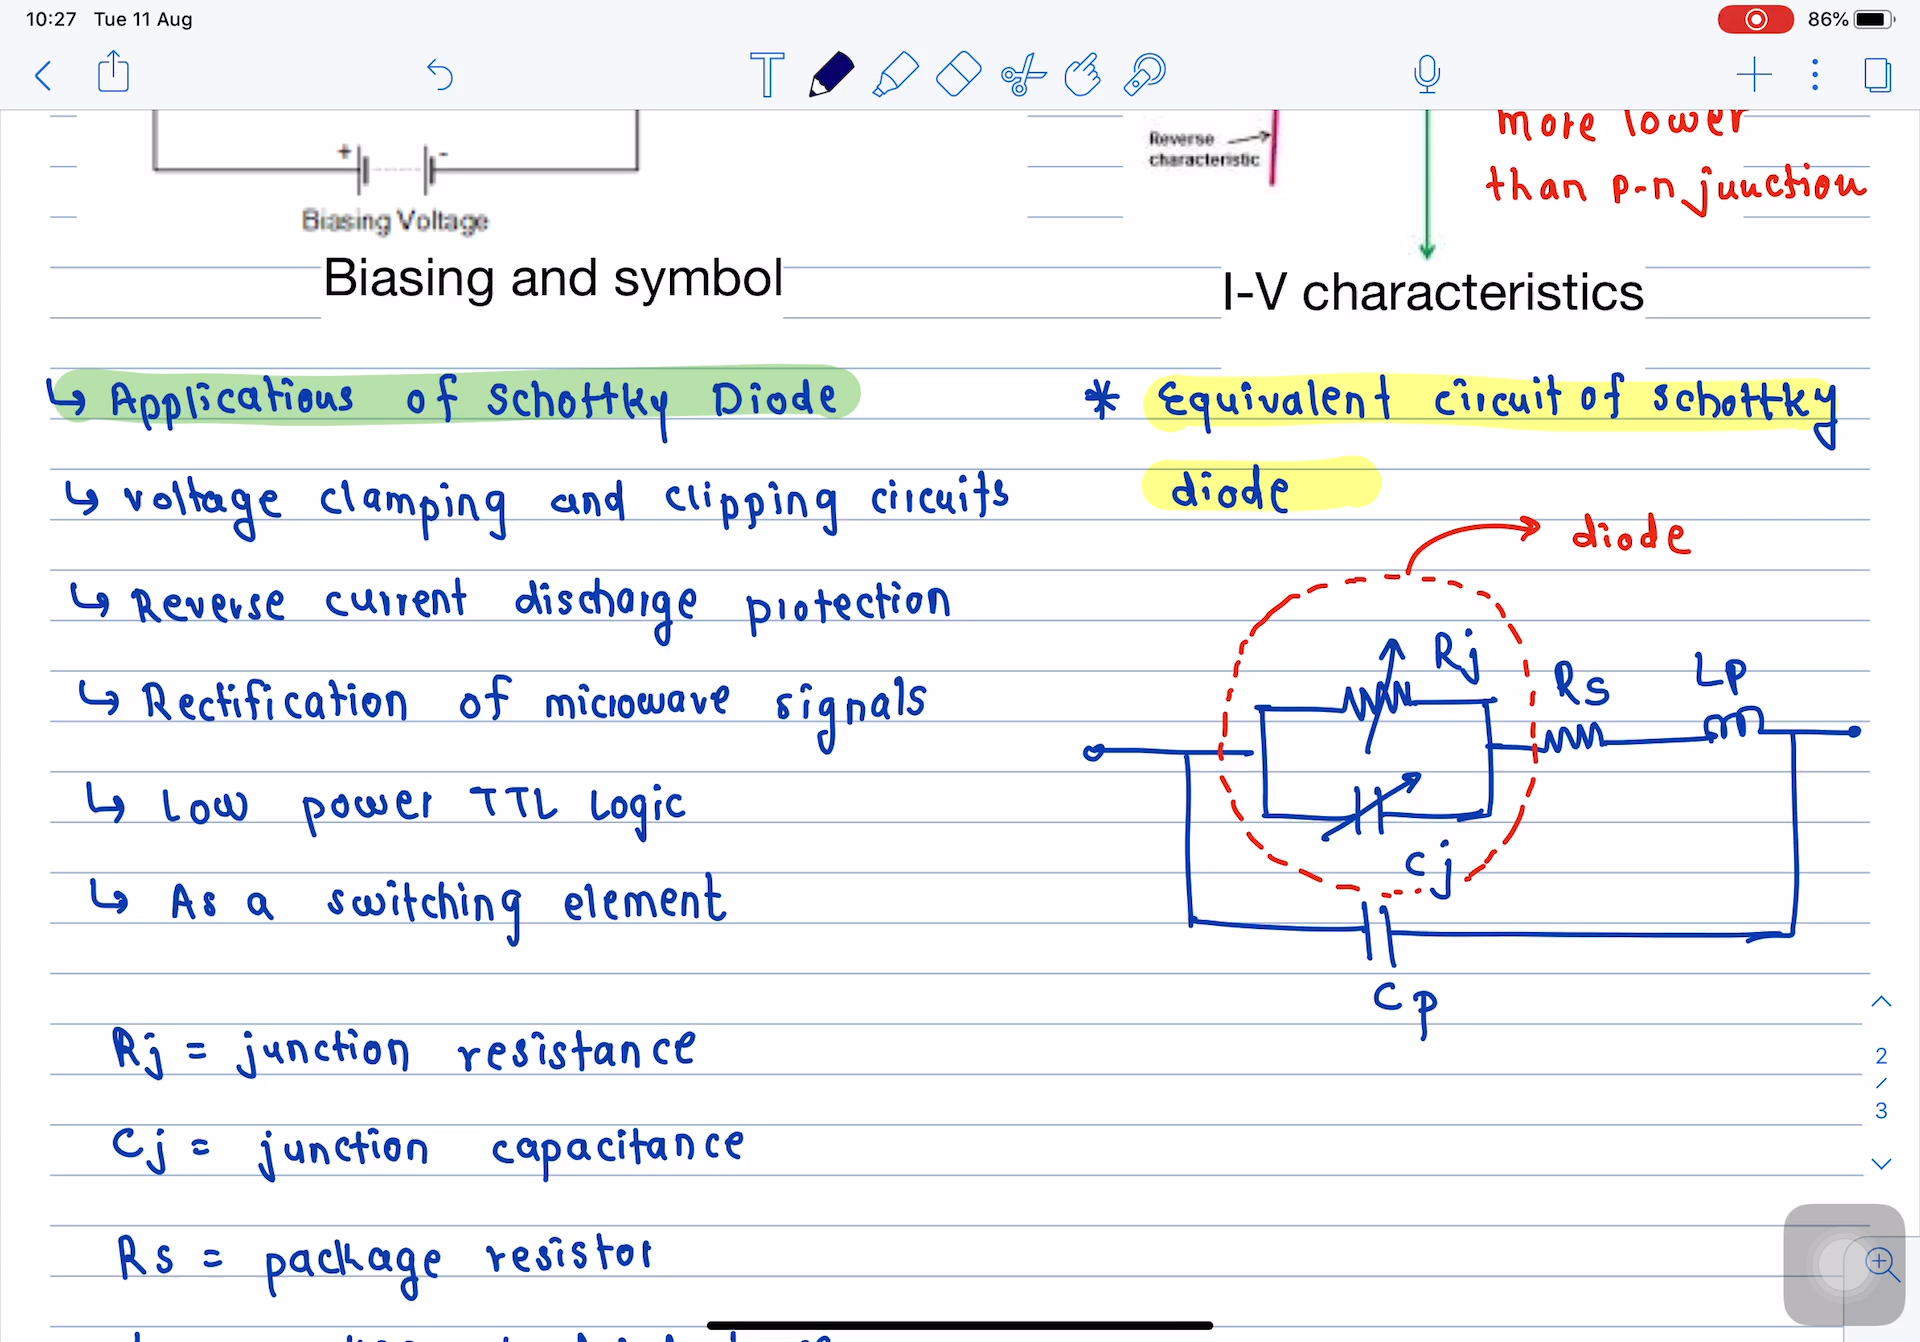 10:27 Tue 11 Aug
86%
+ -
Biasing Voltage
Biasing and symbol
Reverse
characteristic
more lower
than p-n junction
I-V characteristics
↳ Applications of Schottky Diode
↳ voltage clamping and clipping circuits
↳ Reverse current discharge protection
↳ Rectification of microwave signals
↳ Low power TTL Logic
↳ As a switching element
Rj = junction resistance
Cj = junction capacitance
Rs = package resistor
* Equivalent circuit of schottky
diode
diode
Rj
Rs
Lp
Cj
Cp
2
/
3